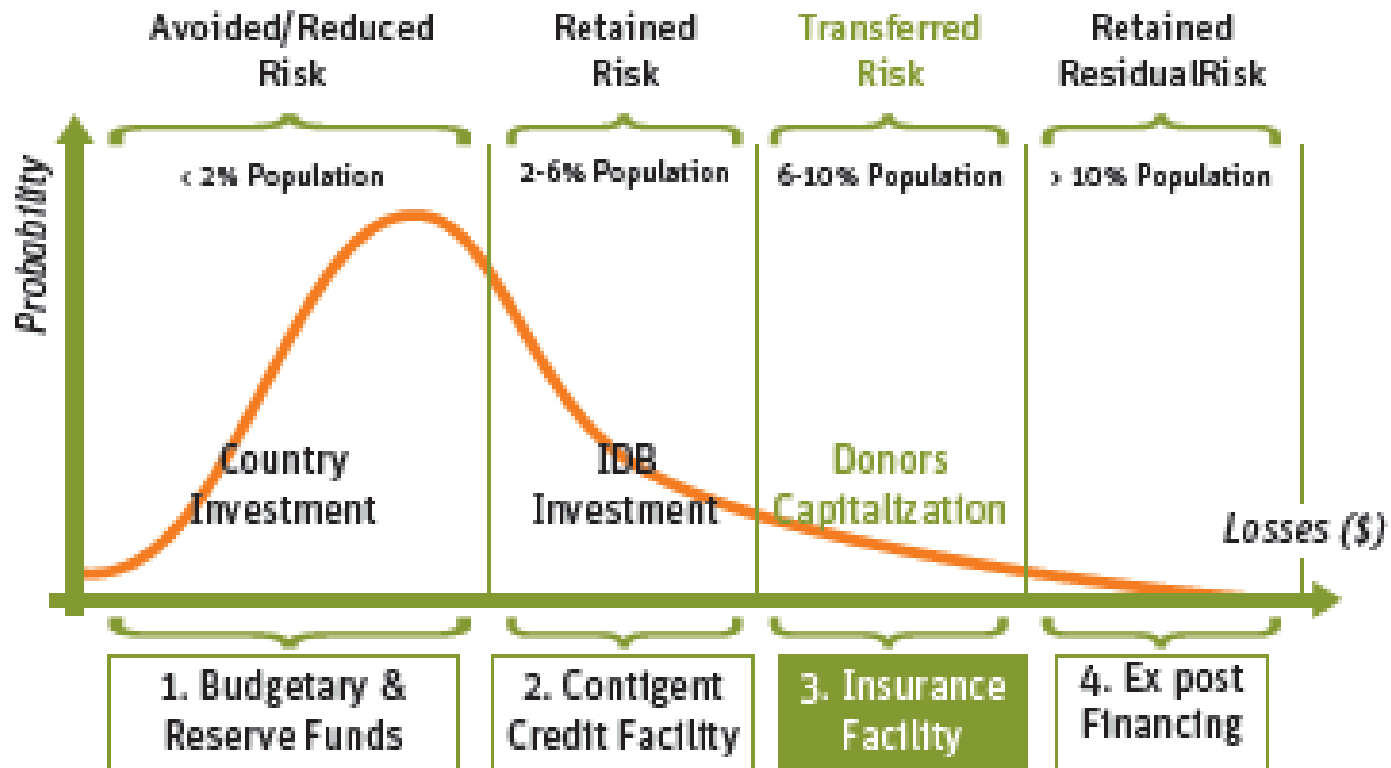 Avoided/Reduced
Risk
Retained
Risk
Transferred
Risk
Retained
ResidualRisk
Probability
< 2% Population
2-6% Population
6-10% Population
> 10% Population
Country
Investment
IDB
Investment
Donors
Capitalization
Losses ($)
1. Budgetary &
Reserve Funds
2. Contigent
Credit Facility
3. Insurance
Facility
4. Ex post
Financing